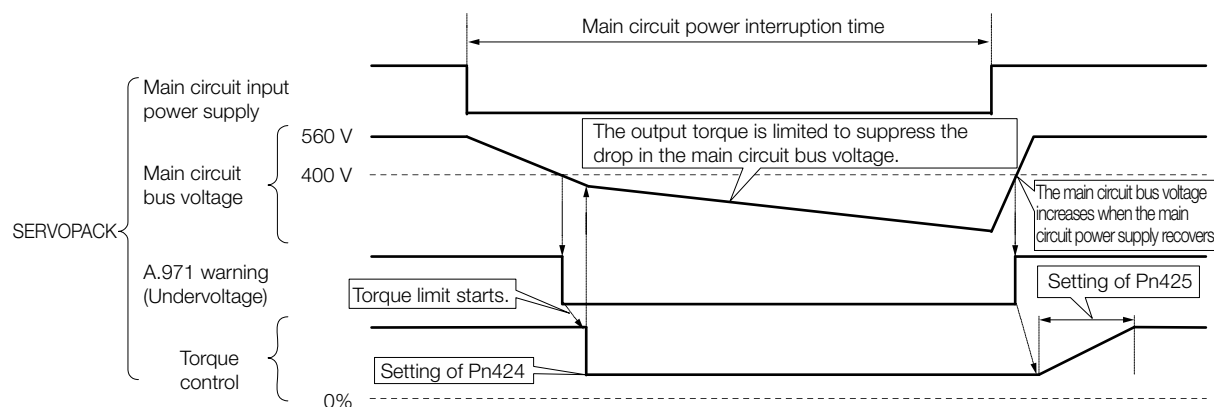 Main circuit power interruption time
Main circuit input
power supply
560 V
The output torque is limited to suppress the
drop in the main circuit bus voltage.
Main circuit
bus voltage
400 V
The main circuit bus voltage
increases when the main
circuit power supply recovers
SERVOPACK
A.971 warning
(Undervoltage)
Torque limit starts.
Setting of Pn425
Torque
control
Setting of Pn424
0%